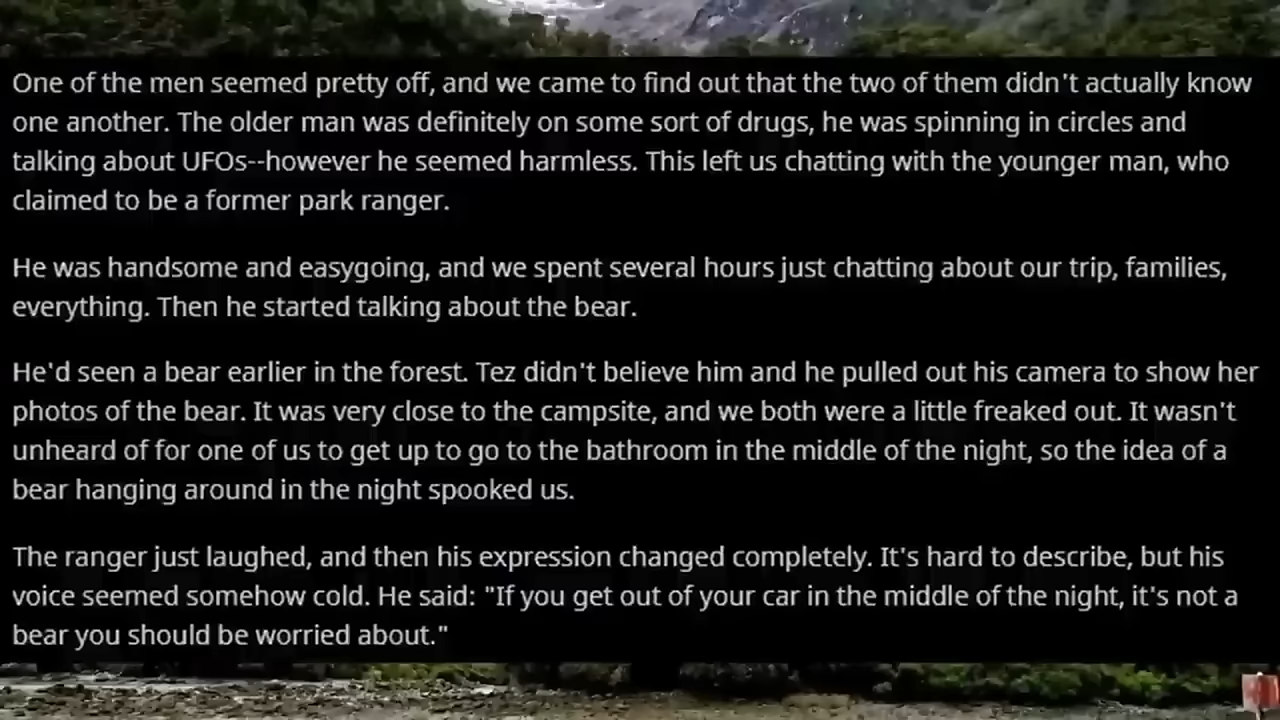 One of the men seemed pretty off, and we came to find out that the two of them didn't actually know
one another. The older man was definitely on some sort of drugs, he was spinning in circles and
talking about UFOs--however he seemed harmless. This left us chatting with the younger man, who
claimed to be a former park ranger.
He was handsome and easygoing, and we spent several hours just chatting about our trip, families,
everything. Then he started talking about the bear.
He'd seen a bear earlier in the forest. Tez didn't believe him and he pulled out his camera to show her
photos of the bear. It was very close to the campsite, and we both were a little freaked out. It wasn't
unheard of for one of us to get up to go to the bathroom in the middle of the night, so the idea of a
bear hanging around in the night spooked us.
The ranger just laughed, and then his expression changed completely. It's hard to describe, but his
voice seemed somehow cold. He said: "If you get out of your car in the middle of the night, it's not a
bear you should be worried about."